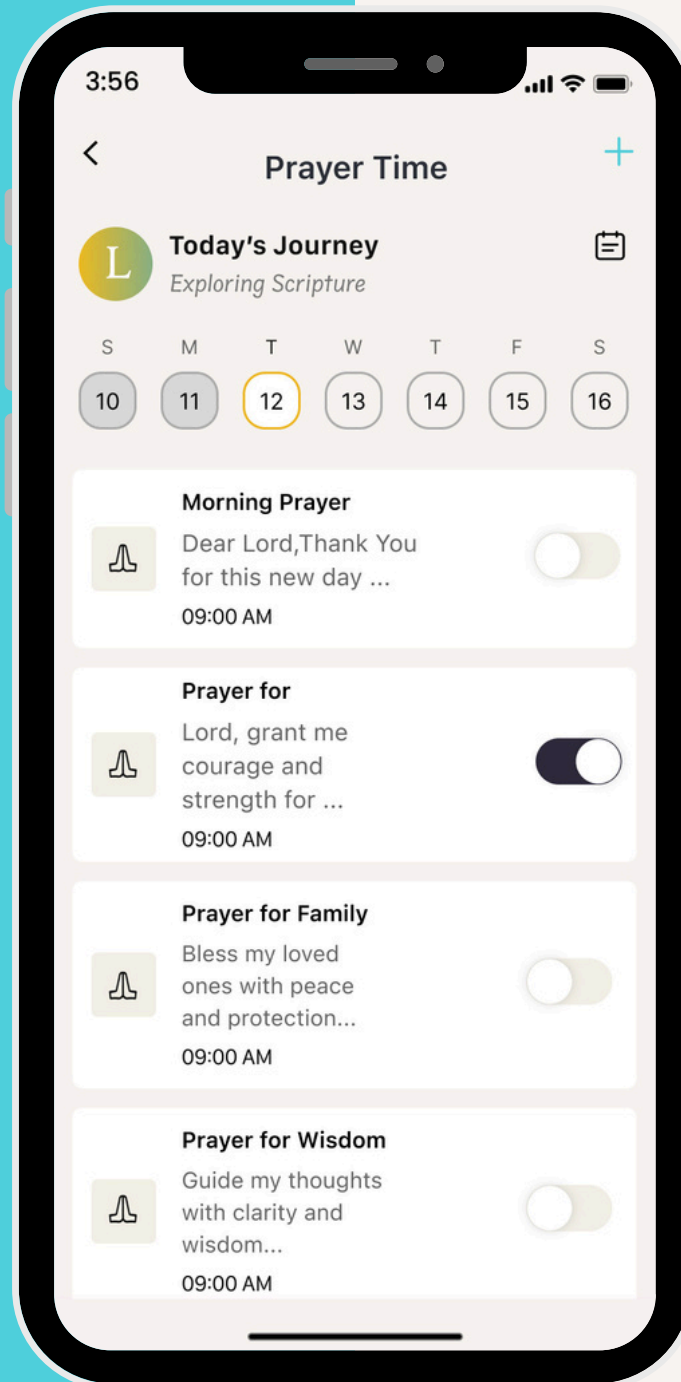 3:56
Prayer Time
L
Today's Journey
Exploring Scripture
S M T W T F S
10 11 12 13 14 15 16
Morning Prayer
Dear Lord,Thank You
for this new day ...
09:00 AM
Prayer for
Lord, grant me
courage and
strength for ...
09:00 AM
Prayer for Family
Bless my loved
ones with peace
and protection...
09:00 AM
Prayer for Wisdom
Guide my thoughts
with clarity and
wisdom...
09:00 AM